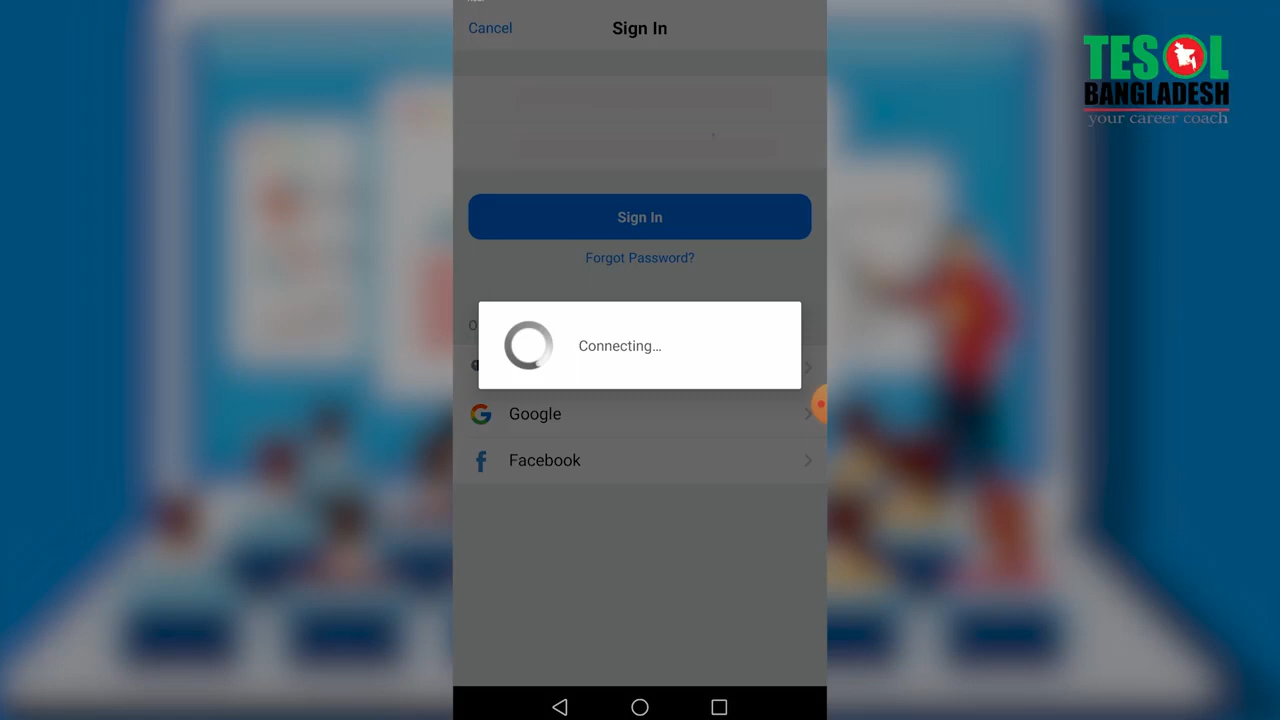 Cancel
Sign In
TESOL
BANGLADESH
your career coach
Sign In
Forgot Password?
O
Connecting...
Google
Facebook